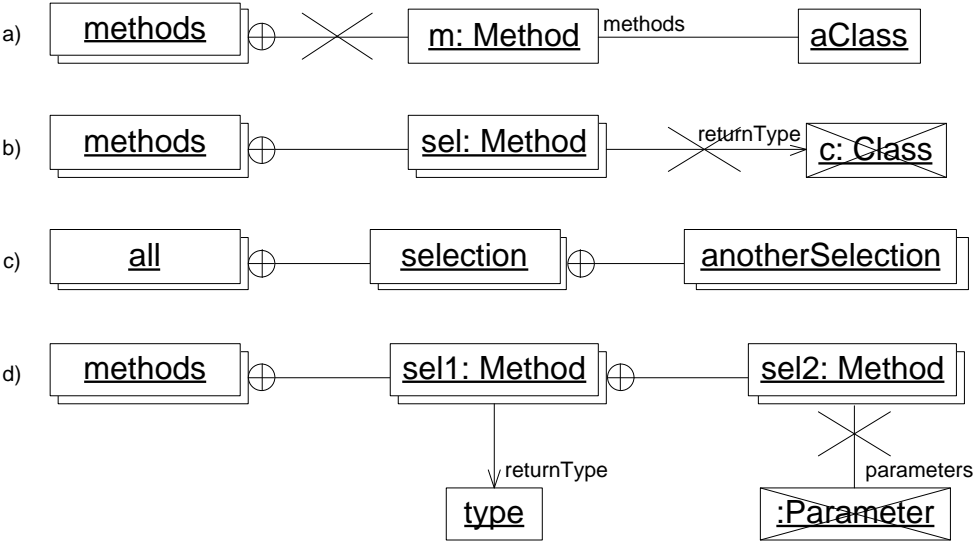 a) methods m: Method methods aClass
b) methods sel: Method returnType c: Class
c) all selection anotherSelection
d) methods sel1: Method sel2: Method
returnType parameters
type :Parameter